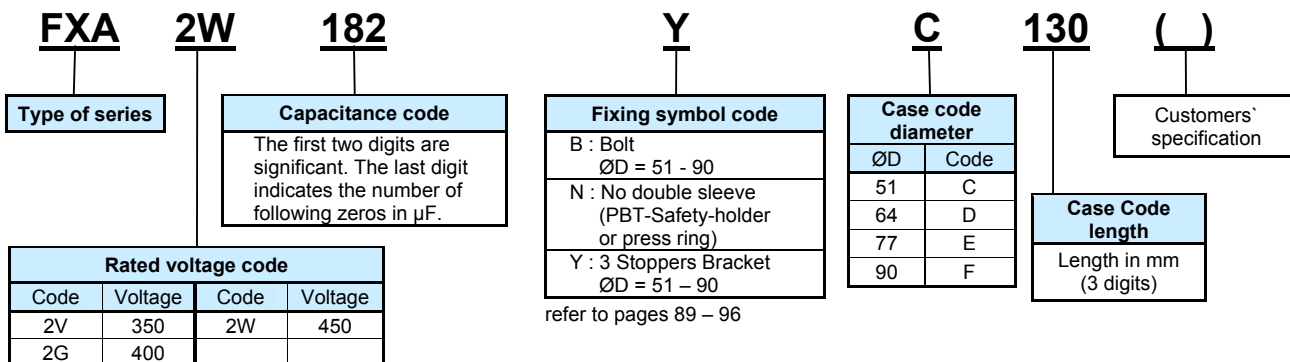 FXA 2W 182 Y C 130 ( )
Type of series
Capacitance code
The first two digits are
significant. The last digit
indicates the number of
following zeros in µF.
Rated voltage code
Code Voltage Code Voltage
2V 350 2W 450
2G 400
Fixing symbol code
B : Bolt
ØD = 51 - 90
N : No double sleeve
(PBT-Safety-holder
or press ring)
Y : 3 Stoppers Bracket
ØD = 51 – 90
refer to pages 89 – 96
Case code
diameter
ØD Code
51 C
64 D
77 E
90 F
Case Code
length
Length in mm
(3 digits)
Customers`
specification